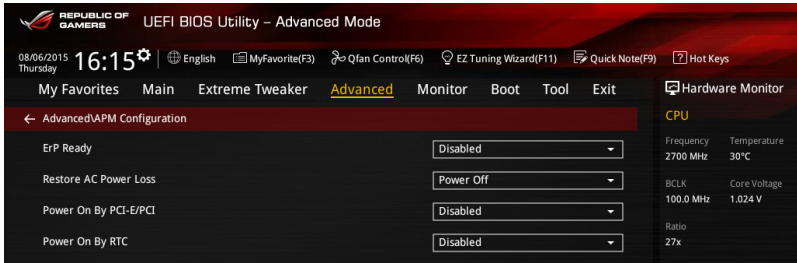 REPUBLIC OF
GAMERS
UEFI BIOS Utility – Advanced Mode
08/06/2015
Thursday
16:15
English
MyFavorite(F3)
Qfan Control(F6)
EZ Tuning Wizard(F11)
Quick Note(F9)
? Hot Keys
My Favorites Main Extreme Tweaker Advanced Monitor Boot Tool Exit
Hardware Monitor
← Advanced\APM Configuration
ErP Ready Disabled
Restore AC Power Loss Power Off
Power On By PCI-E/PCI Disabled
Power On By RTC Disabled
CPU
Frequency Temperature
2700 MHz 30°C
BCLK Core Voltage
100.0 MHz 1.024 V
Ratio
27x